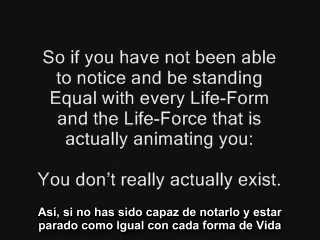 So if you have not been able
to notice and be standing
Equal with every Life-Form
and the Life-Force that is
actually animating you:
You don't really actually exist.
Así, si no has sido capaz de notarlo y estar
parado como Igual con cada forma de Vida